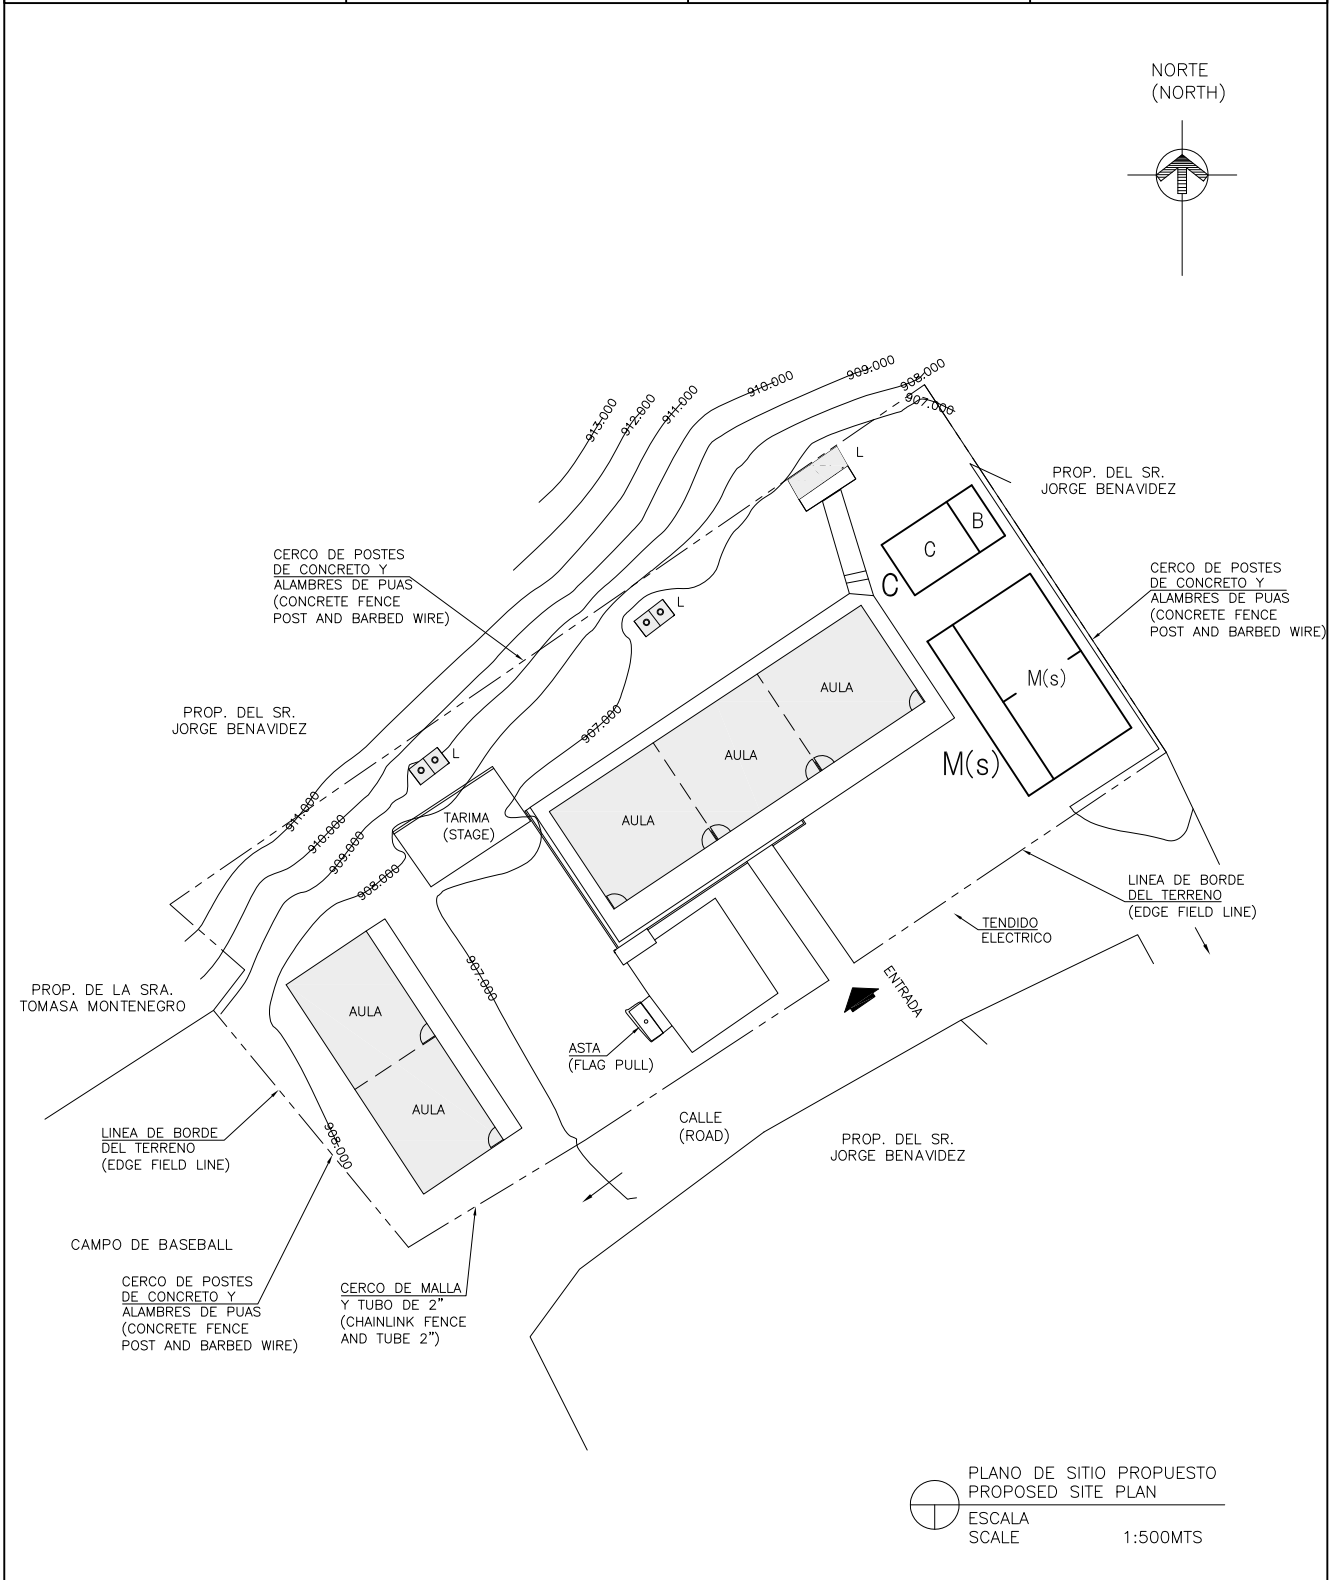 NORTE
(NORTH)
913.000
912.000
911.000
910.000
909.000
908.000
907.000
L
PROP. DEL SR.
JORGE BENAVIDEZ
B
C
C
CERCO DE POSTES
DE CONCRETO Y
ALAMBRES DE PUAS
(CONCRETE FENCE
POST AND BARBED WIRE)
CERCO DE POSTES
DE CONCRETO Y
ALAMBRES DE PUAS
(CONCRETE FENCE
POST AND BARBED WIRE)
L
M(s)
AULA
PROP. DEL SR.
JORGE BENAVIDEZ
907.000
AULA
M(s)
L
911.000
910.000
909.000
908.000
TARIMA
(STAGE)
AULA
LINEA DE BORDE
DEL TERRENO
(EDGE FIELD LINE)
TENDIDO
ELECTRICO
907.000
ENTRADA
PROP. DE LA SRA.
TOMASA MONTENEGRO
AULA
ASTA
(FLAG PULL)
AULA
CALLE
(ROAD)
LINEA DE BORDE
DEL TERRENO
(EDGE FIELD LINE)
908.000
PROP. DEL SR.
JORGE BENAVIDEZ
CAMPO DE BASEBALL
CERCO DE POSTES
DE CONCRETO Y
ALAMBRES DE PUAS
(CONCRETE FENCE
POST AND BARBED WIRE)
CERCO DE MALLA
Y TUBO DE 2"
(CHAINLINK FENCE
AND TUBE 2")
PLANO DE SITIO PROPUESTO
PROPOSED SITE PLAN
ESCALA
SCALE 1:500MTS